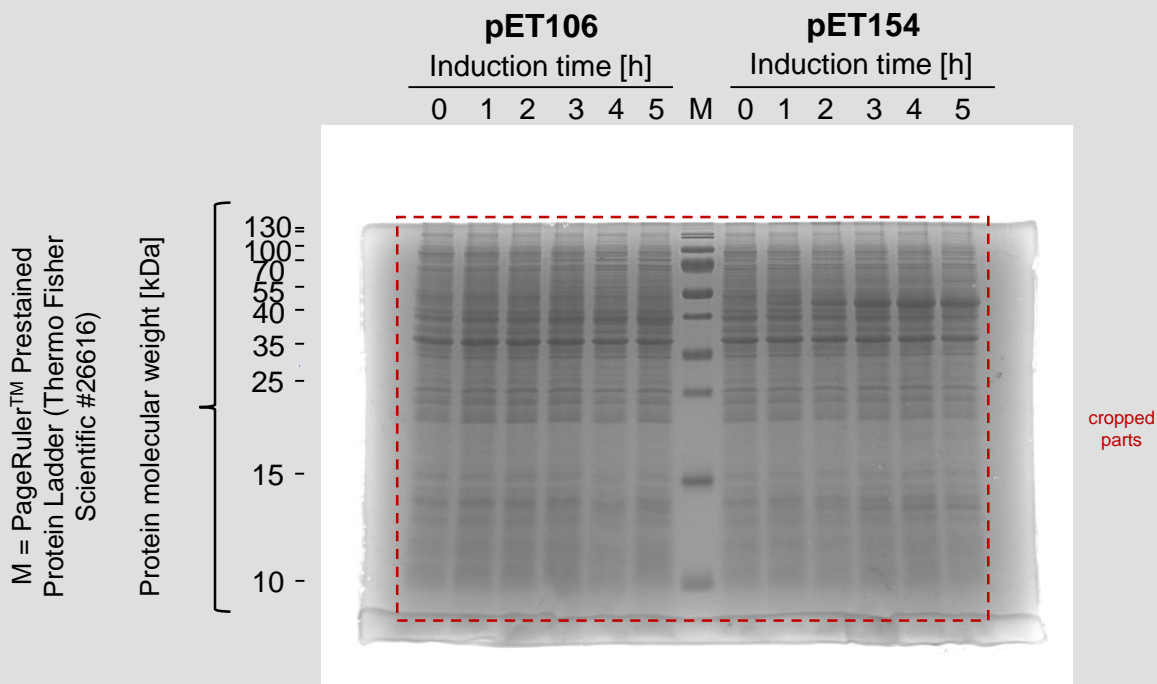 pET106
pET154
Induction time [h]
Induction time [h]
0 1 2 3 4 5 M 0 1 2 3 4 5
130
100
70
55
40
35
25
15
10
Protein molecular weight [kDa]
M = PageRuler™ Prestained
Protein Ladder (Thermo Fisher
Scientific #26616)
cropped
parts